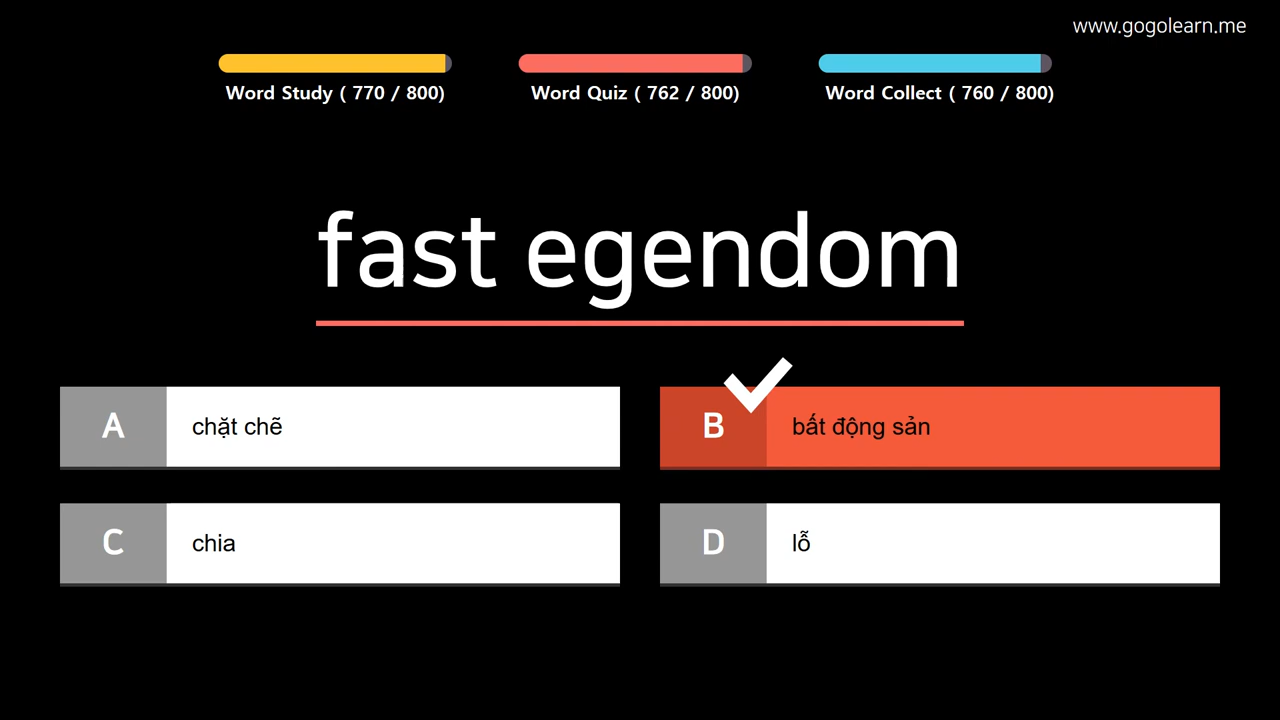 www.gogolearn.me
Word Study ( 770 / 800)
Word Quiz ( 762 / 800)
Word Collect ( 760 / 800)
fast egendom
A chặt chẽ
B bất động sản
C chia
D lỗ